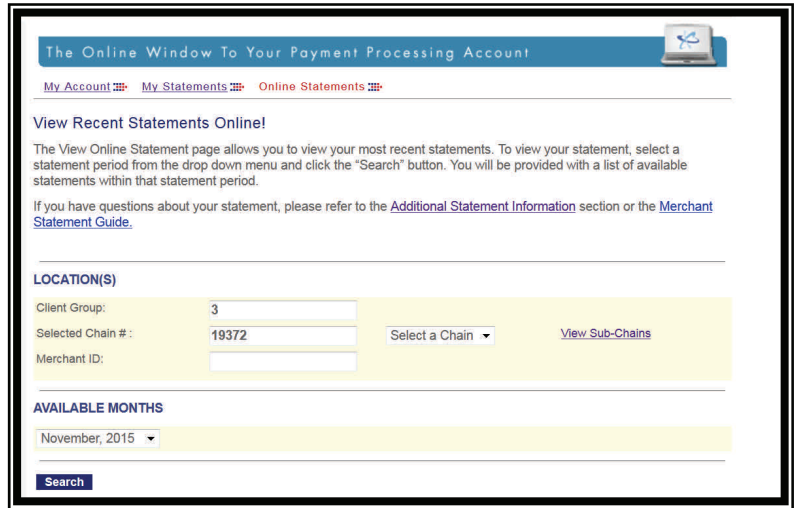 The Online Window To Your Payment Processing Account
My Account My Statements Online Statements
View Recent Statements Online!
The View Online Statement page allows you to view your most recent statements. To view your statement, select a
statement period from the drop down menu and click the “Search” button. You will be provided with a list of available
statements within that statement period.
If you have questions about your statement, please refer to the Additional Statement Information section or the Merchant
Statement Guide.
LOCATION(S)
Client Group: 3
Selected Chain # : 19372 Select a Chain View Sub-Chains
Merchant ID:
AVAILABLE MONTHS
November, 2015
Search